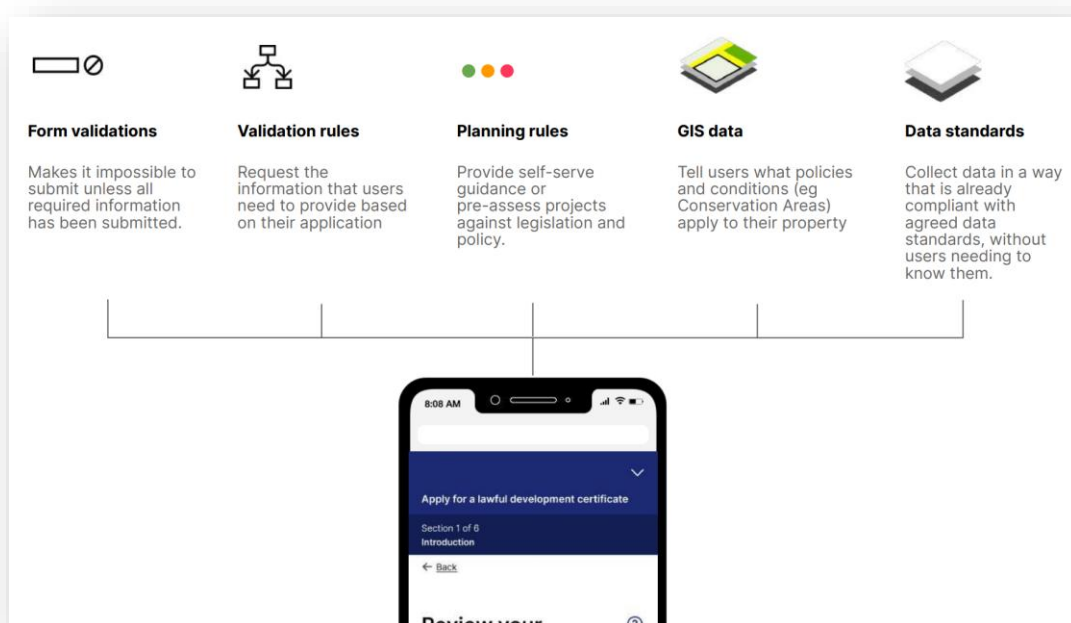 Form validations
Makes it impossible to
submit unless all
required information
has been submitted.
Validation rules
Request the
information that users
need to provide based
on their application
Planning rules
Provide self-serve
guidance or
pre-assess projects
against legislation and
policy.
GIS data
Tell users what policies
and conditions (eg
Conservation Areas)
apply to their property
Data standards
Collect data in a way
that is already
compliant with
agreed data
standards, without
users needing to
know them.
8:08 AM
Apply for a lawful development certificate
Section 1 of 6
Introduction
← Back
Review your
?